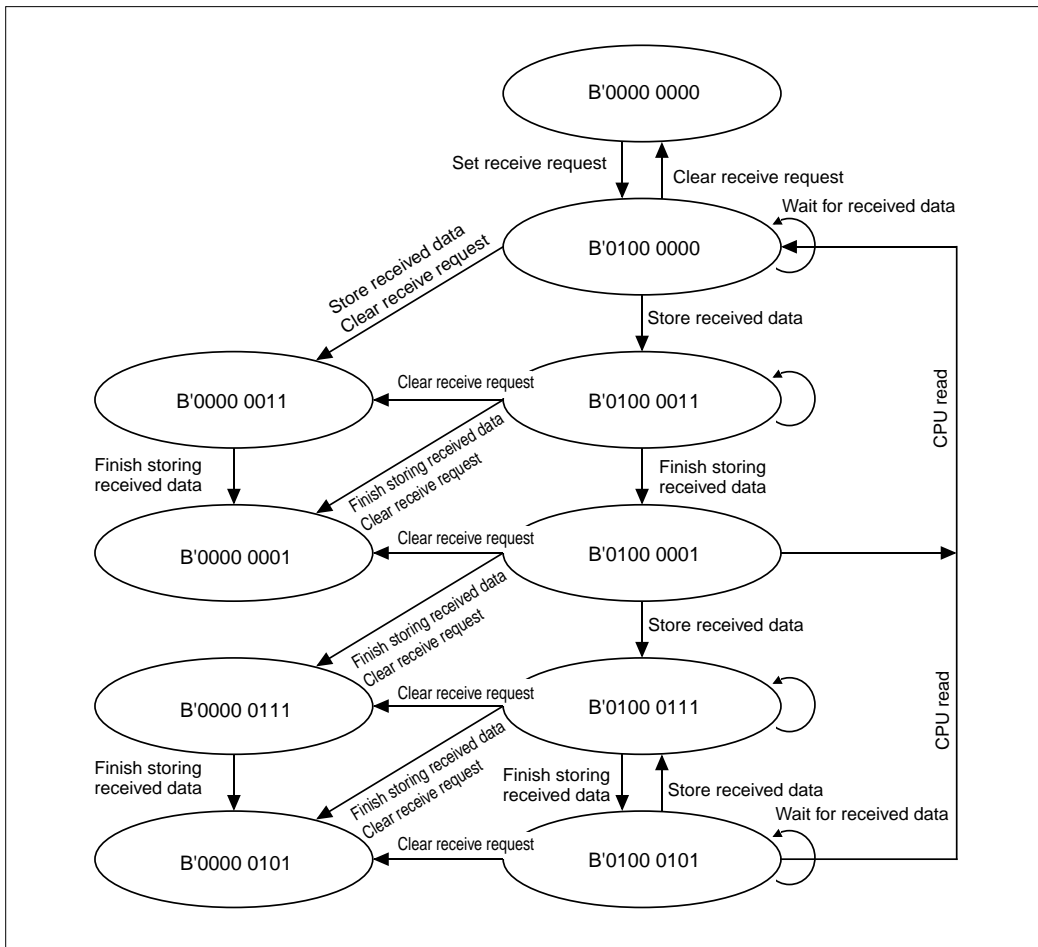 B'0000 0000
Set receive request
Clear receive request
Wait for received data
B'0100 0000
Store received data
Clear receive request
Store received data
B'0000 0011
Clear receive request
B'0100 0011
CPU read
Finish storing
received data
Finish storing received data
Clear receive request
Finish storing
received data
B'0000 0001
Clear receive request
B'0100 0001
Finish storing received data
Clear receive request
Store received data
B'0000 0111
Clear receive request
B'0100 0111
CPU read
Finish storing
received data
Finish storing received data
Clear receive request
Finish storing
received data
Store received data
Wait for received data
B'0000 0101
Clear receive request
B'0100 0101